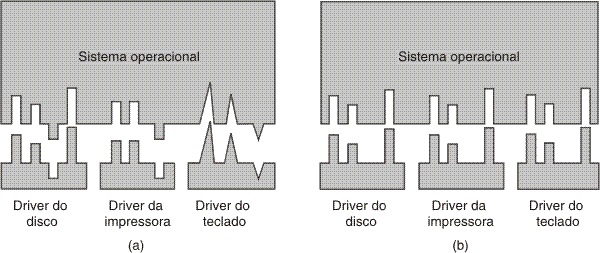 Sistema operacional
Sistema operacional
Driver do
disco
Driver da
impressora
Driver do
teclado
Driver do
disco
Driver da
impressora
Driver do
teclado
(a)
(b)